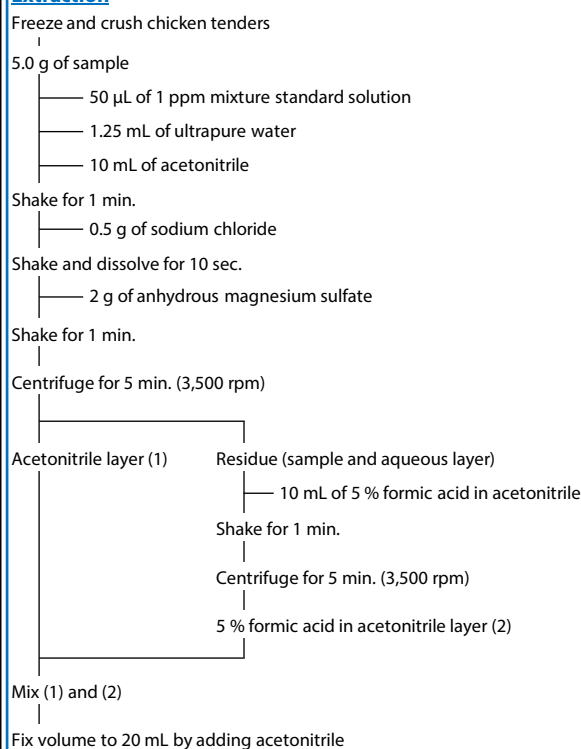 Extraction
Freeze and crush chicken tenders
5.0 g of sample
50 µL of 1 ppm mixture standard solution
1.25 mL of ultrapure water
10 mL of acetonitrile
Shake for 1 min.
0.5 g of sodium chloride
Shake and dissolve for 10 sec.
2 g of anhydrous magnesium sulfate
Shake for 1 min.
Centrifuge for 5 min. (3,500 rpm)
Acetonitrile layer (1)
Residue (sample and aqueous layer)
10 mL of 5 % formic acid in acetonitrile
Shake for 1 min.
Centrifuge for 5 min. (3,500 rpm)
5 % formic acid in acetonitrile layer (2)
Mix (1) and (2)
Fix volume to 20 mL by adding acetonitrile